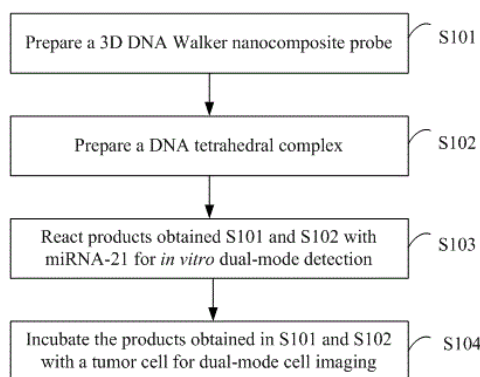 Prepare a 3D DNA Walker nanocomposite probe
S101
Prepare a DNA tetrahedral complex
S102
React products obtained S101 and S102 with
miRNA-21 for in vitro dual-mode detection
S103
Incubate the products obtained in S101 and S102
with a tumor cell for dual-mode cell imaging
S104